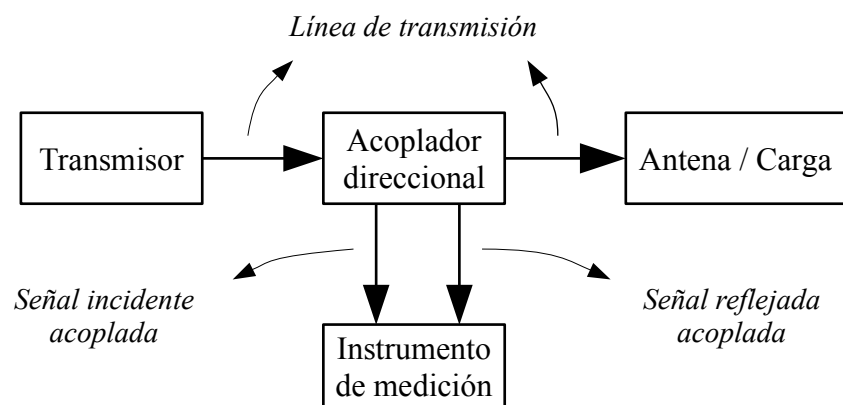 Línea de transmisión
Transmisor
Acoplador
direccional
Antena / Carga
Señal incidente
acoplada
Señal reflejada
acoplada
Instrumento
de medición